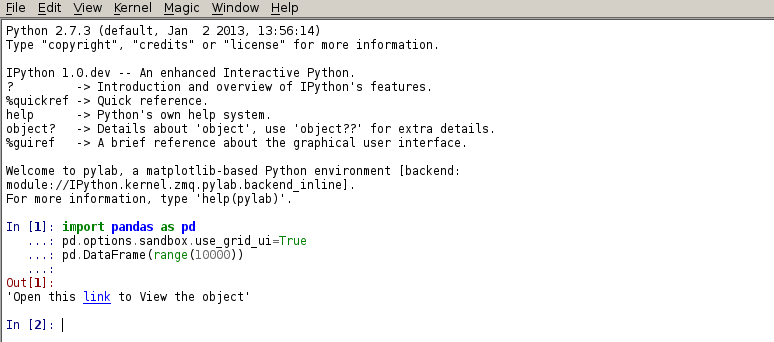 File Edit View Kernel Magic Window Help
Python 2.7.3 (default, Jan  2 2013, 13:56:14)
Type "copyright", "credits" or "license" for more information.
IPython 1.0.dev -- An enhanced Interactive Python.
?         -> Introduction and overview of IPython's features.
%quickref -> Quick reference.
help      -> Python's own help system.
object?   -> Details about 'object', use 'object??' for extra details.
%guiref   -> A brief reference about the graphical user interface.
Welcome to pylab, a matplotlib-based Python environment [backend:
module://IPython.kernel.zmq.pylab.backend_inline].
For more information, type 'help(pylab)'.
In [1]: import pandas as pd
   ...: pd.options.sandbox.use_grid_ui=True
   ...: pd.DataFrame(range(10000))
   ...:
Out[1]:
'Open this link to View the object'
In [2]: